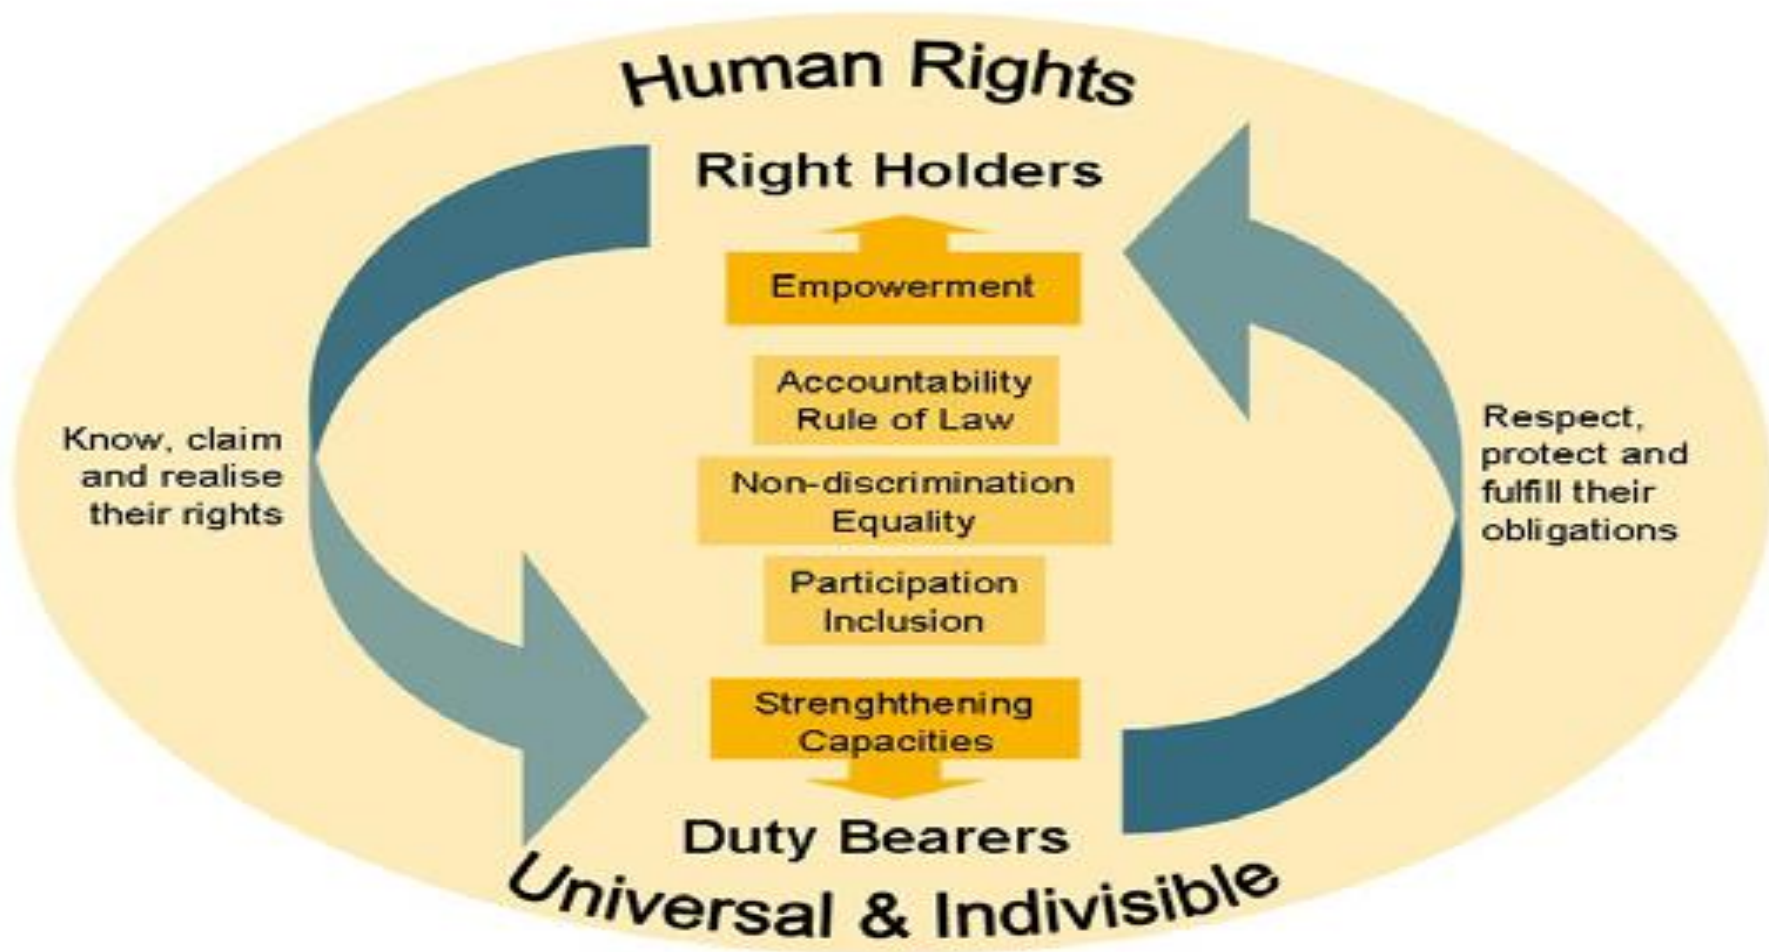 Human Rights
Right Holders
Empowerment
Accountability
Rule of Law
Non-discrimination
Equality
Participation
Inclusion
Strenghthening
Capacities
Duty Bearers
Universal & Indivisible
Know, claim
and realise
their rights
Respect,
protect and
fulfill their
obligations